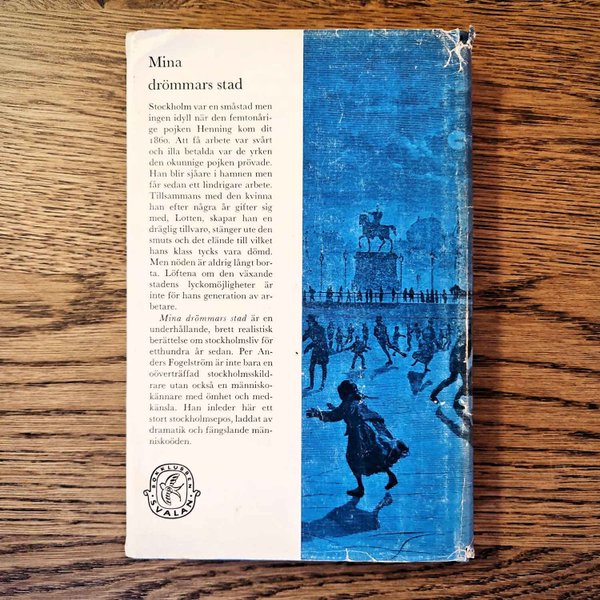 Mina
drömmars stad
Stockholm var en småstad men
ingen idyll när den femtonåri-
ge pojken Henning kom dit
1860. Att få arbete var svårt
och illa betalda var de yrken
den okunnige pojken prövade.
Han blir sjåare i hamnen men
får sedan ett lindrigare arbete.
Tillsammans med den kvinna
han efter några år gifter sig
med, Lotten, skapar han en
dräglig tillvaro, stänger ute den
smuts och det elände till vilket
hans klass tycks vara dömd.
Men nöden är aldrig långt bor-
ta. Löftena om den växande
stadens lyckomöjligheter är
inte för hans generation av ar-
betare.
Mina drömmars stad är en
underhållande, brett realistisk
berättelse om stockholmsliv för
etthundra år sedan. Per An-
ders Fogelström är inte bara en
oöverträffad stockholmsskild-
rare utan också en människo-
kännare med ömhet och med-
känsla. Han inleder här ett
stort stockholmsepos, laddat av
dramatik och fängslande män-
niskoöden.
BOKKLUBBEN
SVALAN